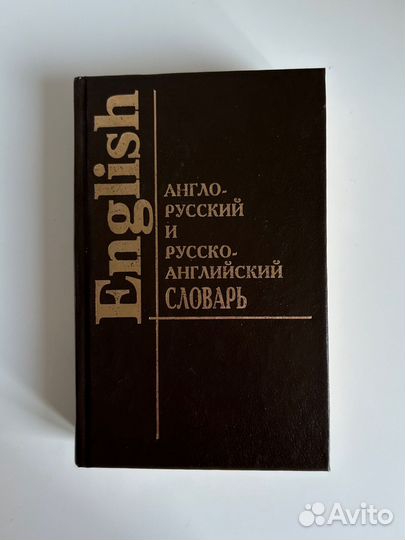 English
АНГЛО-
РУССКИЙ
И
РУССКО-
АНГЛИЙСКИЙ
СЛОВАРЬ
Avito